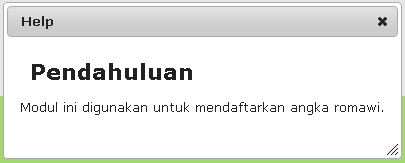 Help
Pendahuluan
Modul ini digunakan untuk mendaftarkan angka romawi.